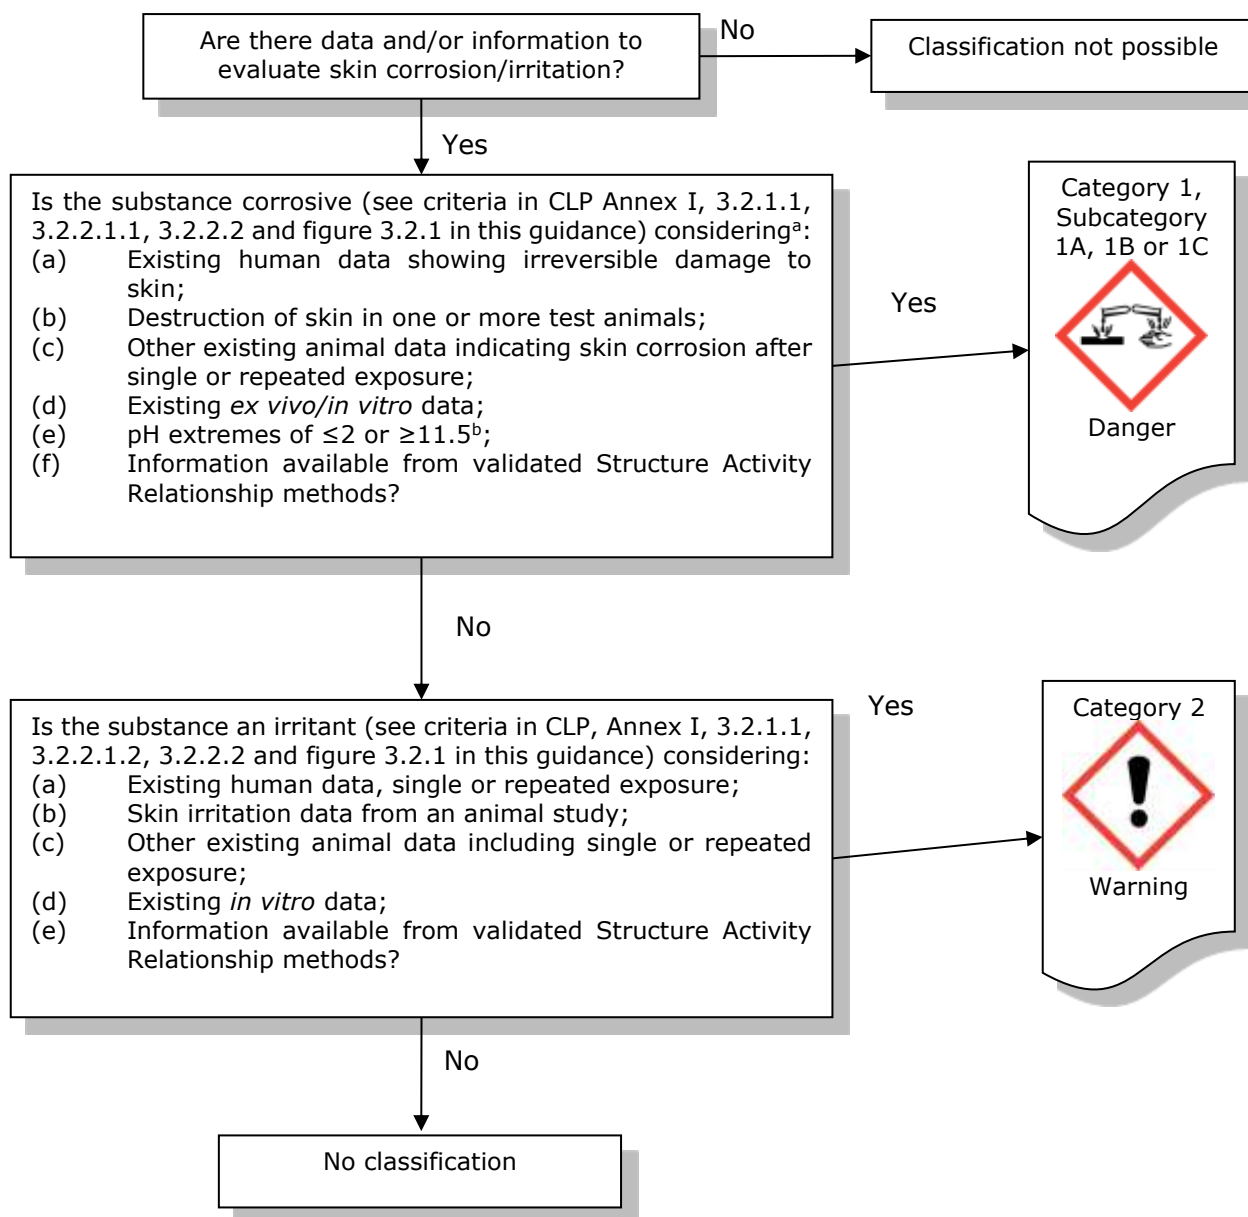 Are there data and/or information to
evaluate skin corrosion/irritation?
No
Classification not possible
Yes
Is the substance corrosive (see criteria in CLP Annex I, 3.2.1.1,
3.2.2.1.1, 3.2.2.2 and figure 3.2.1 in this guidance) consideringᵃ:
(a) Existing human data showing irreversible damage to
skin;
(b) Destruction of skin in one or more test animals;
(c) Other existing animal data indicating skin corrosion after
single or repeated exposure;
(d) Existing ex vivo/in vitro data;
(e) pH extremes of ≤2 or ≥11.5ᵇ;
(f) Information available from validated Structure Activity
Relationship methods?
Yes
Category 1,
Subcategory
1A, 1B or 1C
Danger
No
Is the substance an irritant (see criteria in CLP, Annex I, 3.2.1.1,
3.2.2.1.2, 3.2.2.2 and figure 3.2.1 in this guidance) considering:
(a) Existing human data, single or repeated exposure;
(b) Skin irritation data from an animal study;
(c) Other existing animal data including single or repeated
exposure;
(d) Existing in vitro data;
(e) Information available from validated Structure Activity
Relationship methods?
Yes
Category 2
Warning
No
No classification